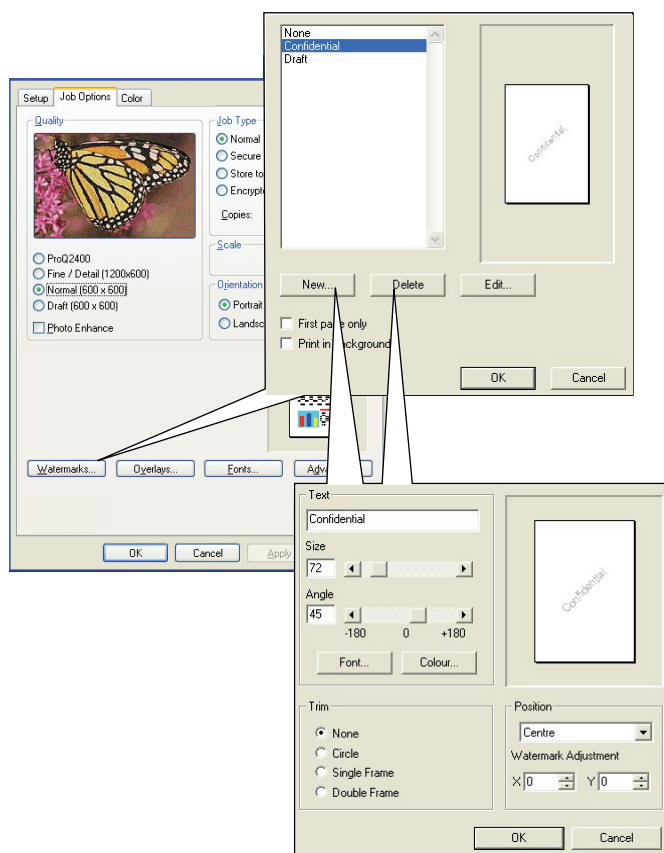 None
Confidential
Draft
Confidential
New...
Delete
Edit...
First page only
Print in background
OK
Cancel
Setup
Job Options
Color
Quality
ProQ2400
Fine / Detail (1200x600)
Normal (600 x 600)
Draft (600 x 600)
Photo Enhance
Job Type
Normal
Secure
Store to
Encrypt
Copies:
Scale
Orientation
Portrait
Landsc
Watermarks...
Overlays...
Fonts...
Adva
OK
Cancel
Apply
Text
Confidential
Size
72
Angle
45
-180 0 +180
Font...
Colour...
Confidential
Trim
None
Circle
Single Frame
Double Frame
Position
Centre
Watermark Adjustment
X 0 Y 0
OK
Cancel